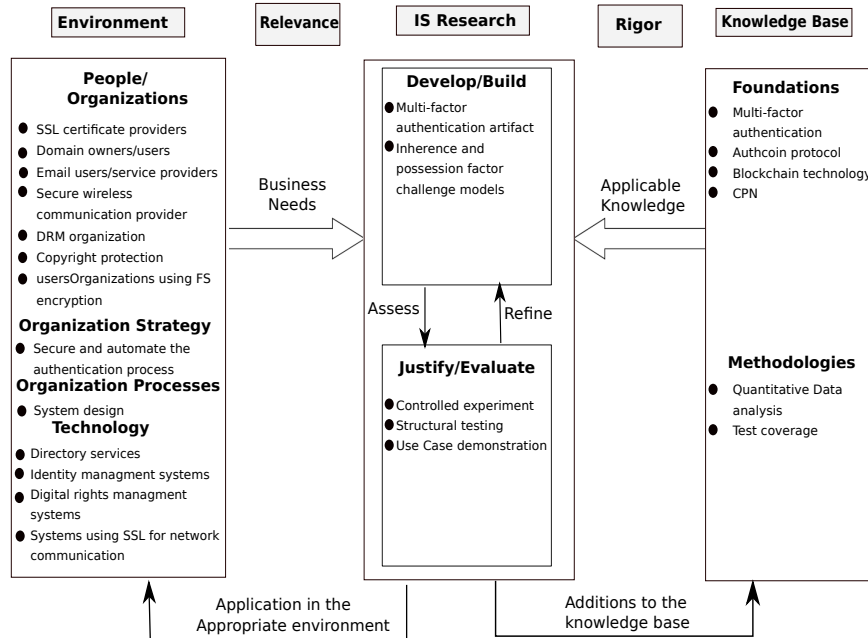 Environment
Relevance
IS Research
Rigor
Knowledge Base
People/
Organizations
SSL certificate providers
Domain owners/users
Email users/service providers
Secure wireless
communication provider
DRM organization
Copyright protection
usersOrganizations using FS
encryption
Organization Strategy
Secure and automate the
authentication process
Organization Processes
System design
Technology
Directory services
Identity managment systems
Digital rights managment
systems
Systems using SSL for network
communication
Business
Needs
Develop/Build
Multi-factor
authentication artifact
Inherence and
possession factor
challenge models
Assess
Refine
Justify/Evaluate
Controlled experiment
Structural testing
Use Case demonstration
Applicable
Knowledge
Foundations
Multi-factor
authentication
Authcoin protocol
Blockchain technology
CPN
Methodologies
Quantitative Data
analysis
Test coverage
Application in the
Appropriate environment
Additions to the
knowledge base